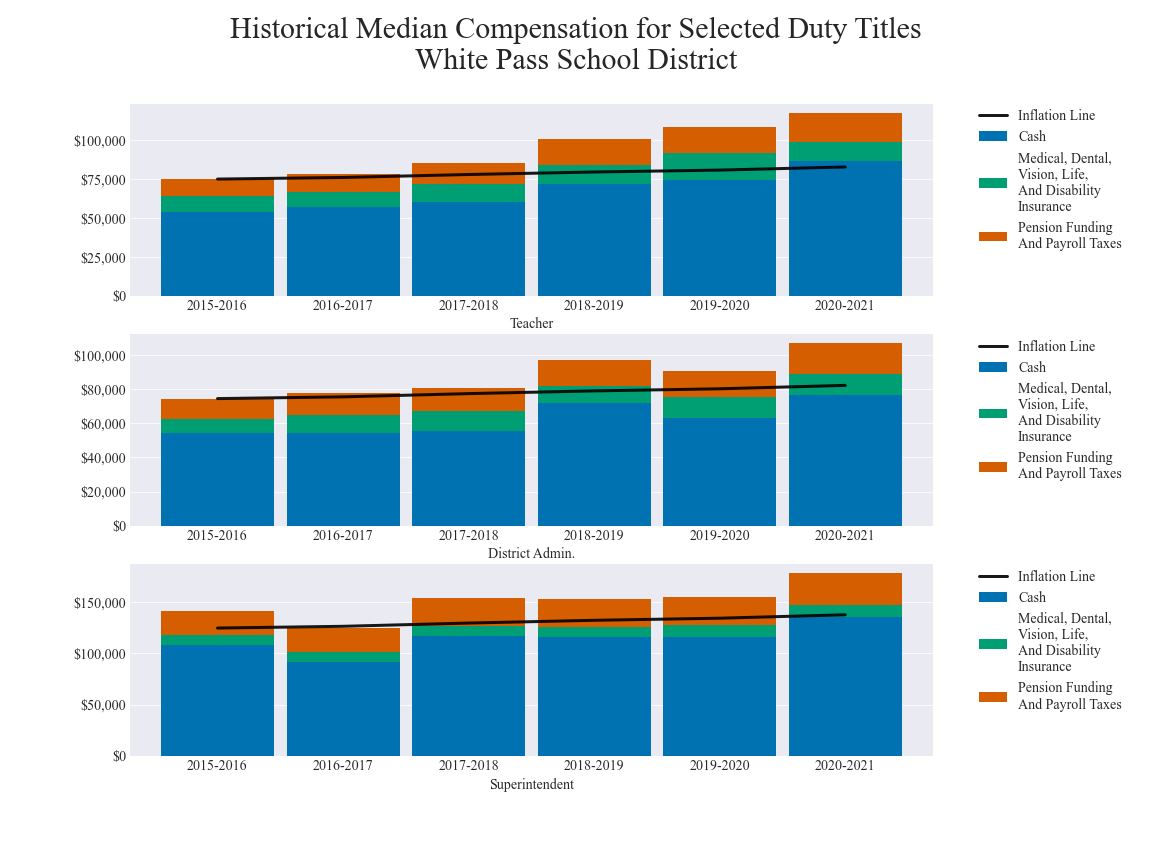 Historical Median Compensation for Selected Duty Titles
White Pass School District
$100,000
$75,000
$50,000
$25,000
$0
2015-2016 2016-2017 2017-2018 2018-2019 2019-2020 2020-2021
Teacher
Inflation Line
Cash
Medical, Dental,
Vision, Life,
And Disability
Insurance
Pension Funding
And Payroll Taxes
$100,000
$80,000
$60,000
$40,000
$20,000
$0
2015-2016 2016-2017 2017-2018 2018-2019 2019-2020 2020-2021
District Admin.
Inflation Line
Cash
Medical, Dental,
Vision, Life,
And Disability
Insurance
Pension Funding
And Payroll Taxes
$150,000
$100,000
$50,000
$0
2015-2016 2016-2017 2017-2018 2018-2019 2019-2020 2020-2021
Superintendent
Inflation Line
Cash
Medical, Dental,
Vision, Life,
And Disability
Insurance
Pension Funding
And Payroll Taxes